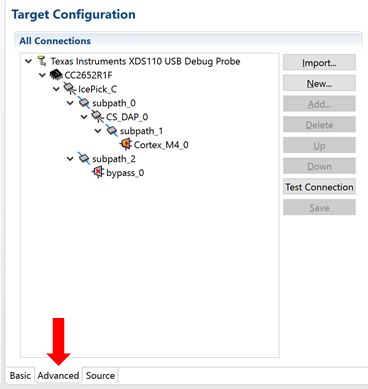 Target Configuration
All Connections
Texas Instruments XDS110 USB Debug Probe
CC2652R1F
IcePick_C
subpath_0
CS_DAP_0
subpath_1
Cortex_M4_0
subpath_2
bypass_0
Import...
New...
Add...
Delete
Up
Down
Test Connection
Save
Basic Advanced Source